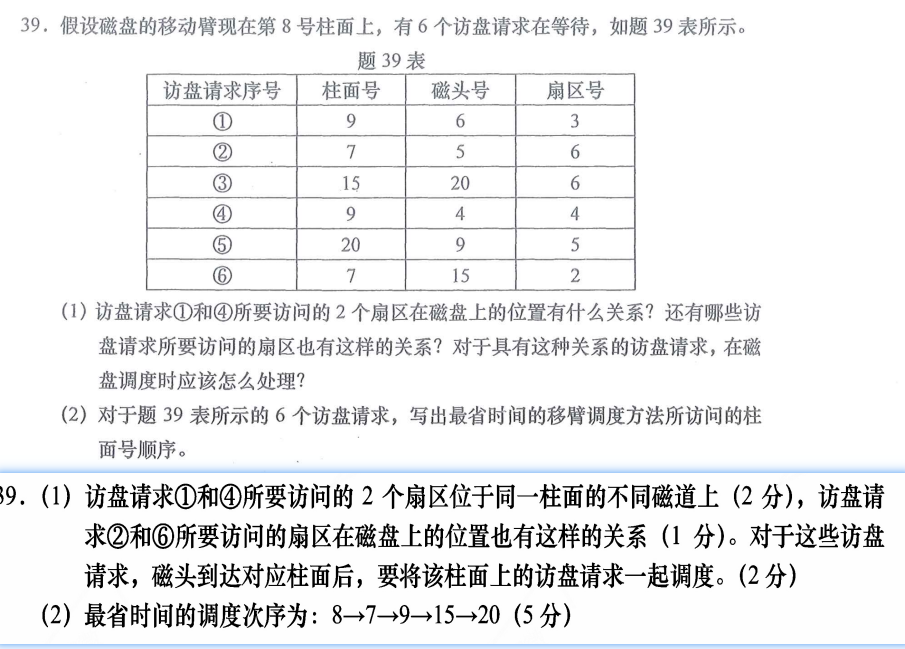 39．假设磁盘的移动臂现在第 8 号柱面上，有 6 个访盘请求在等待，如题 39 表所示。
题 39 表
访盘请求序号 柱面号 磁头号 扇区号
① 9 6 3
② 7 5 6
③ 15 20 6
④ 9 4 4
⑤ 20 9 5
⑥ 7 15 2
(1) 访盘请求①和④所要访问的 2 个扇区在磁盘上的位置有什么关系？还有哪些访
盘请求所要访问的扇区也有这样的关系？对于具有这种关系的访盘请求，在磁
盘调度时应该怎么处理？
(2) 对于题 39 表所示的 6 个访盘请求，写出最省时间的移臂调度方法所访问的柱
面号顺序。
39．(1) 访盘请求①和④所要访问的 2 个扇区位于同一柱面的不同磁道上（2 分），访盘请
求②和⑥所要访问的扇区在磁盘上的位置也有这样的关系（1 分）。对于这些访盘
请求，磁头到达对应柱面后，要将该柱面上的访盘请求一起调度。（2 分）
(2) 最省时间的调度次序为：8→7→9→15→20（5 分）